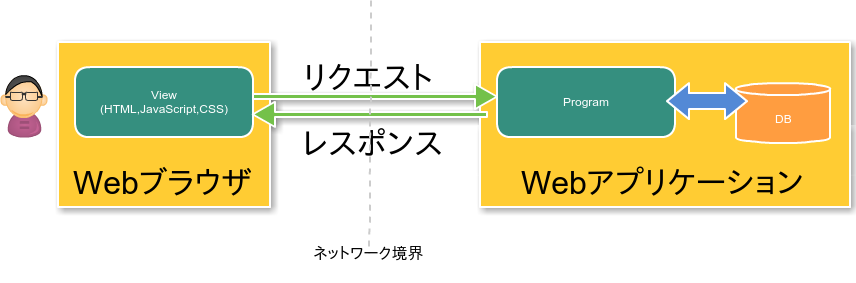 リクエスト
View
(HTML,JavaScript,CSS)
Program
DB
レスポンス
Webブラウザ
Webアプリケーション
ネットワーク境界